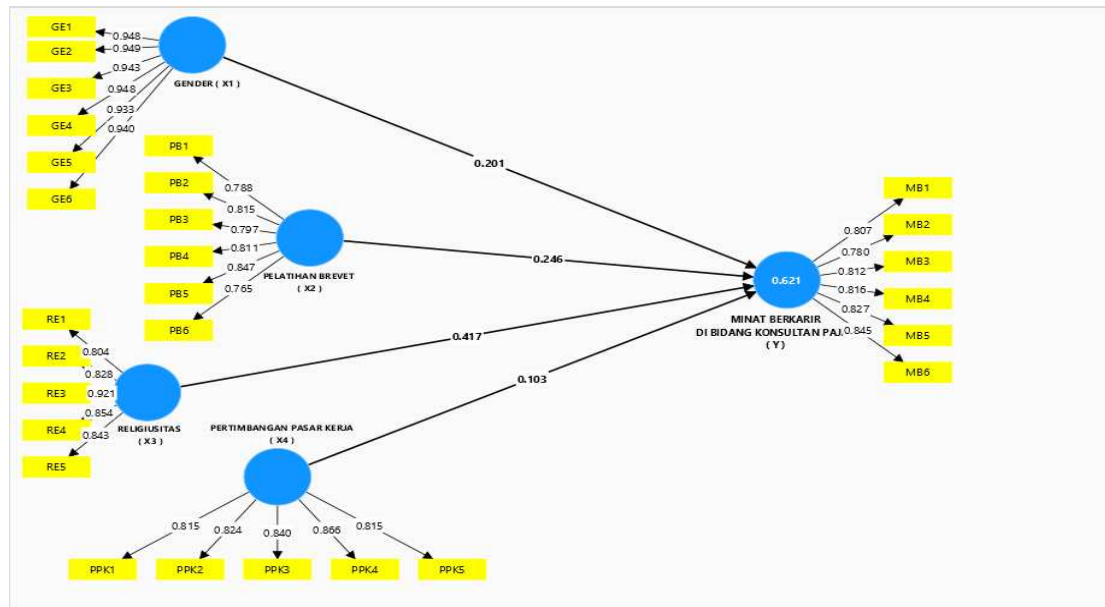 GE1
GE2
GE3
GE4
GE5
GE6
0.948
0.949
0.943
0.948
0.933
0.940
GENDER ( X1)
0.201
PB1
PB2
PB3
PB4
PB5
PB6
0.788
0.815
0.797
0.811
0.847
0.765
PELATIHAN BREVET
( X2)
0.246
RE1
RE2
RE3
RE4
RE5
0.804
0.828
0.921
0.854
0.843
RELIGIUSITAS
( X3)
0.417
PERTIMBANGAN PASAR KERJA
( X4)
0.103
0.815
0.824
0.840
0.866
0.815
PPK1
PPK2
PPK3
PPK4
PPK5
0.621
MINAT BERKARIR
DI BIDANG KONSULTAN PAJ
( Y)
0.807
0.780
0.812
0.816
0.827
0.845
MB1
MB2
MB3
MB4
MB5
MB6